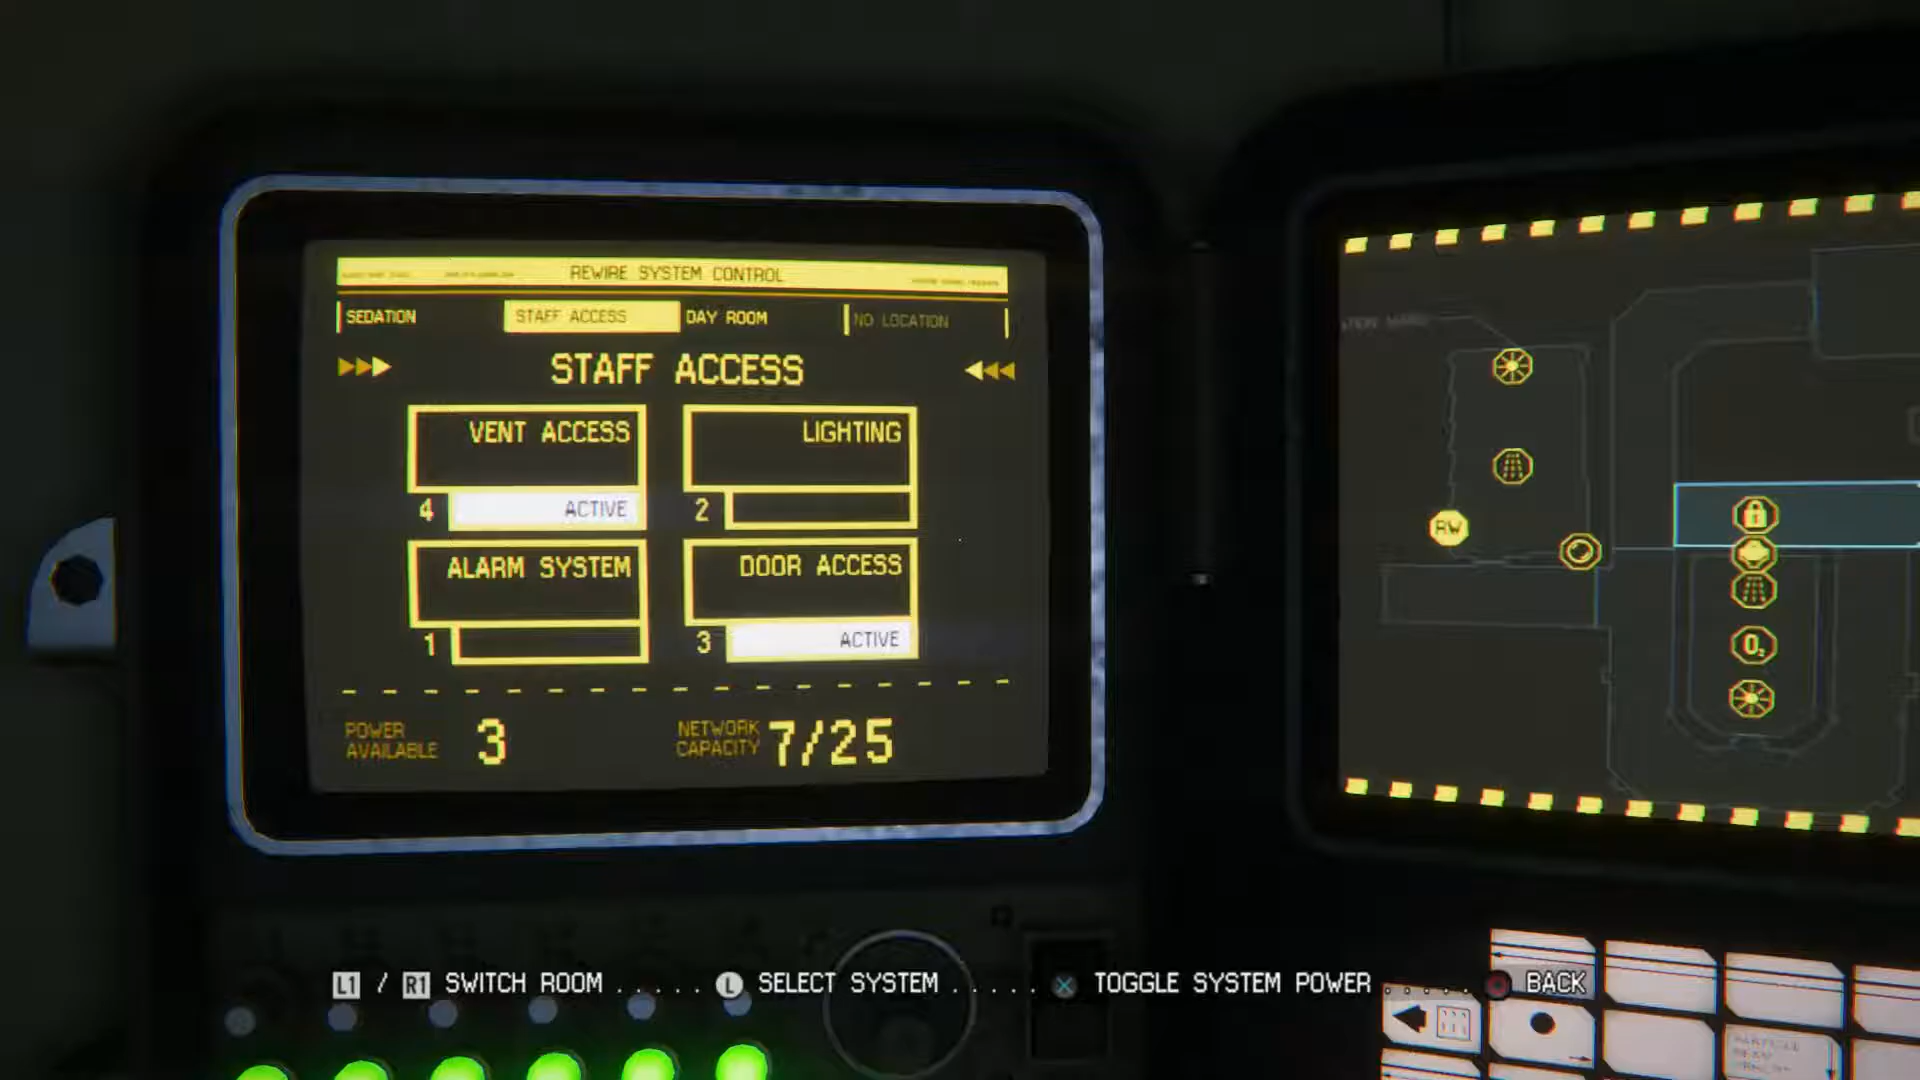 REWIRE SYSTEM CONTROL
SEDATION
STAFF ACCESS
DAY ROOM
NO LOCATION
STAFF ACCESS
VENT ACCESS
4 ACTIVE
LIGHTING
2
ALARM SYSTEM
1
DOOR ACCESS
3 ACTIVE
POWER AVAILABLE 3
NETWORK CAPACITY 7/25
RW
O₂
L1 / R1 SWITCH ROOM ..... L SELECT SYSTEM ...... X TOGGLE SYSTEM POWER ..... BACK